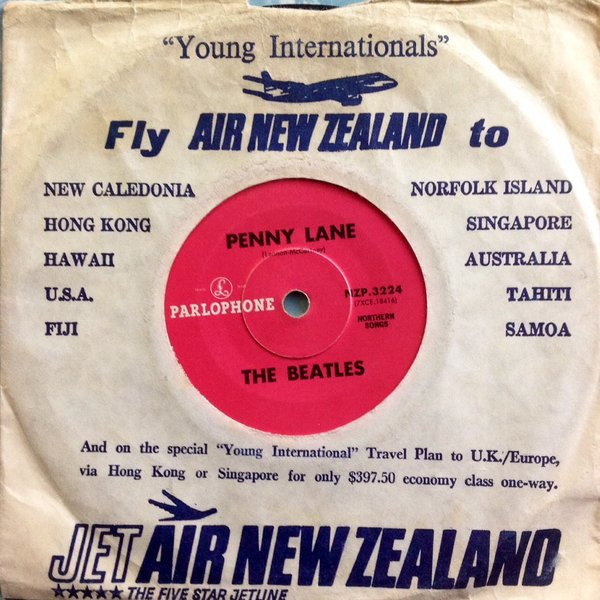 "Young Internationals"
Fly AIR NEW ZEALAND to
NEW CALEDONIA
HONG KONG
HAWAII
U.S.A.
FIJI
NORFOLK ISLAND
SINGAPORE
AUSTRALIA
TAHITI
SAMOA
PENNY LANE
(Lennon-McCartney)
PARLOPHONE
NZP.3224
(7XCE.18416)
NORTHERN
SONGS
THE BEATLES
And on the special "Young International" Travel Plan to U.K./Europe,
via Hong Kong or Singapore for only $397.50 economy class one-way.
JET AIR NEW ZEALAND
★★★★★ THE FIVE STAR JETLINE